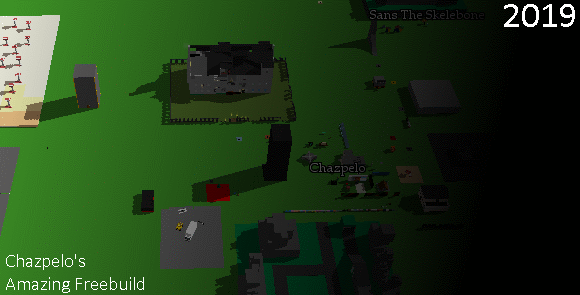 Sans The Skelebone
2019
Chazpelo
Chazpelo's
Amazing Freebuild